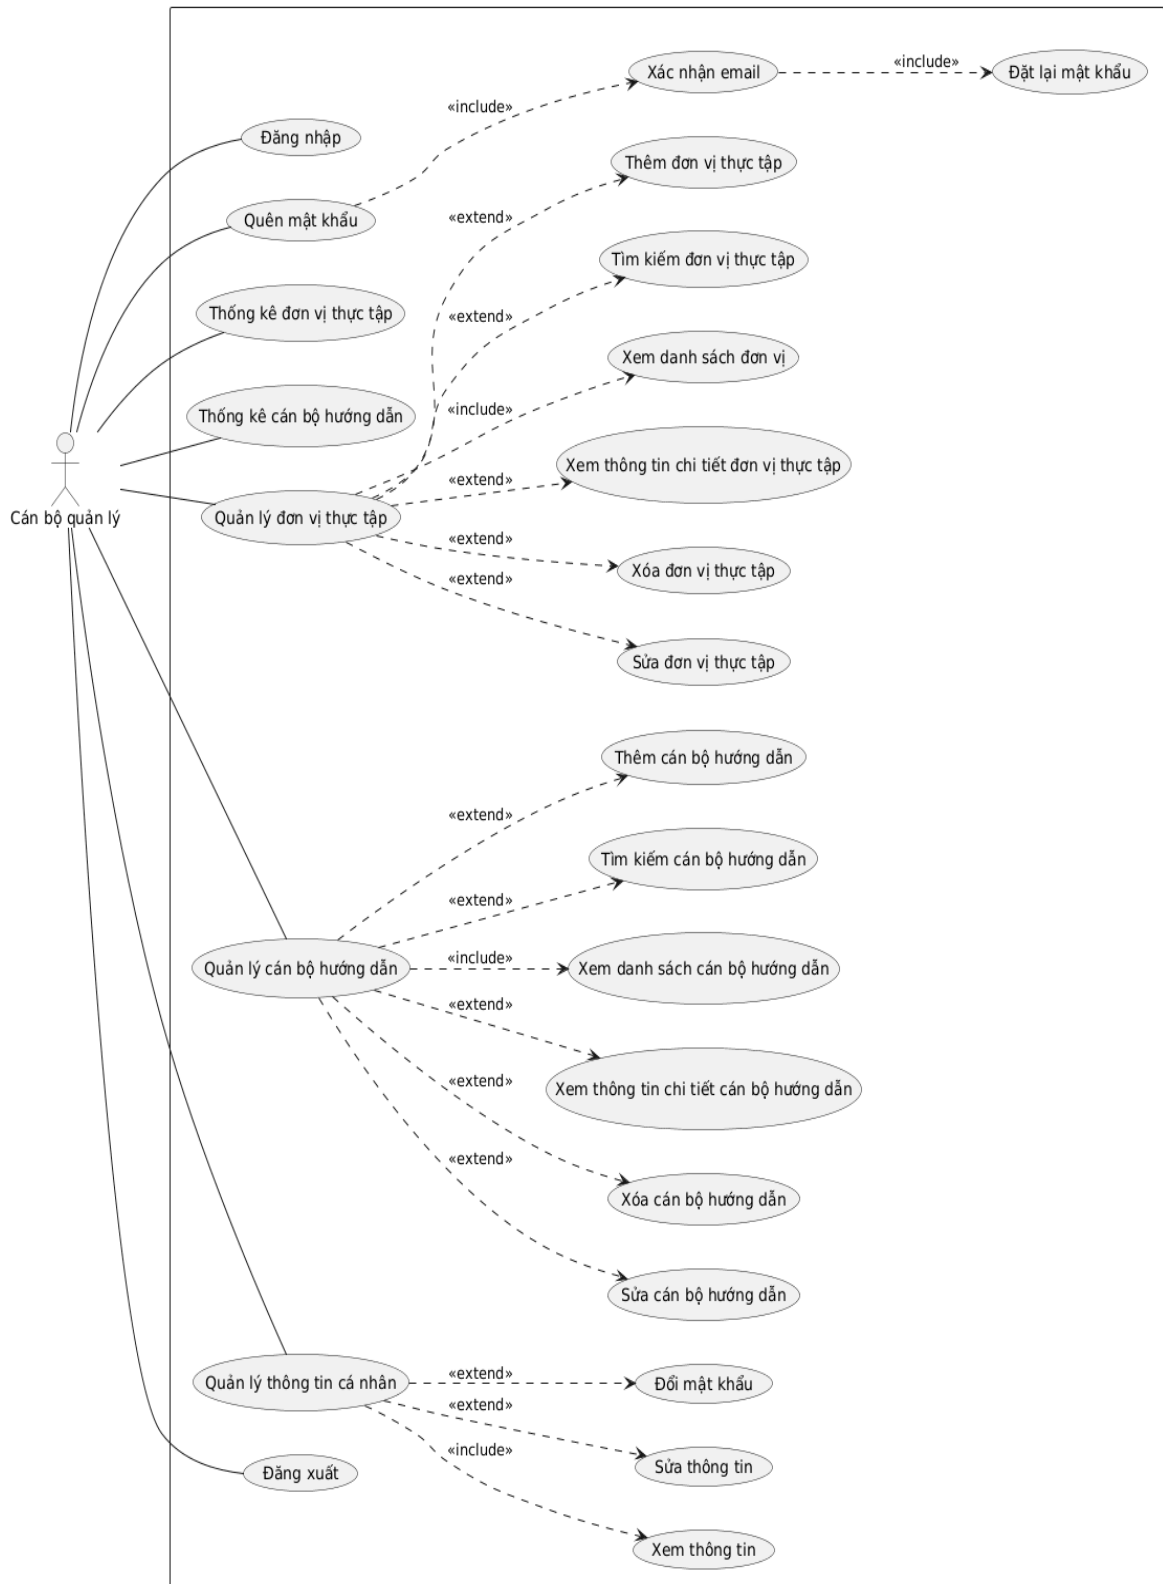 Xác nhận email
«include»
Đặt lại mật khẩu
«include»
Đăng nhập
Thêm đơn vị thực tập
Quên mật khẩu
«extend»
Tìm kiếm đơn vị thực tập
Thống kê đơn vị thực tập
«extend»
Xem danh sách đơn vị
Thống kê cán bộ hướng dẫn
«include»
Xem thông tin chi tiết đơn vị thực tập
«extend»
Cán bộ quản lý
Quản lý đơn vị thực tập
«extend»
Xóa đơn vị thực tập
«extend»
Sửa đơn vị thực tập
Thêm cán bộ hướng dẫn
«extend»
Tìm kiếm cán bộ hướng dẫn
«extend»
Quản lý cán bộ hướng dẫn
«include»
Xem danh sách cán bộ hướng dẫn
«extend»
Xem thông tin chi tiết cán bộ hướng dẫn
«extend»
«extend»
Xóa cán bộ hướng dẫn
Sửa cán bộ hướng dẫn
Quản lý thông tin cá nhân
«extend»
Đổi mật khẩu
«extend»
«include»
Sửa thông tin
Đăng xuất
Xem thông tin